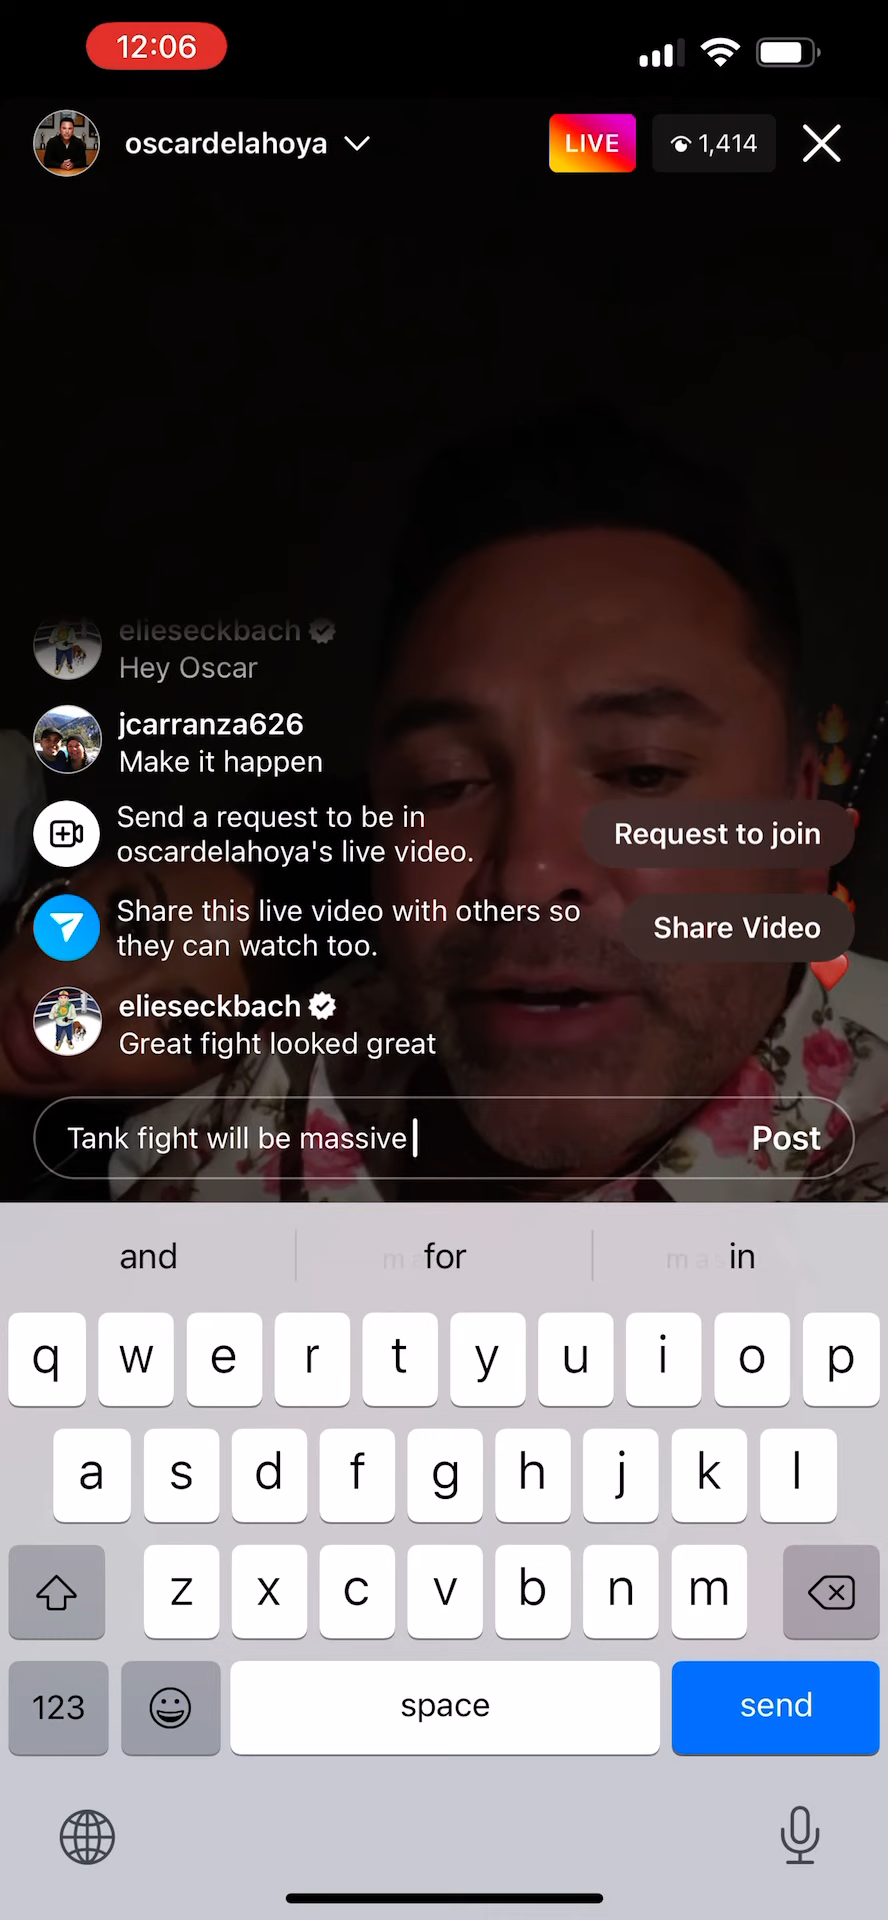 12:06
oscardelahoya
LIVE
1,414
elieseckbach
Hey Oscar
jcarranza626
Make it happen
Send a request to be in
oscardelahoya's live video.
Request to join
Share this live video with others so
they can watch too.
Share Video
elieseckbach
Great fight looked great
Tank fight will be massive
Post
and for in
q w e r t y u i o p
a s d f g h j k l
z x c v b n m
123 space send